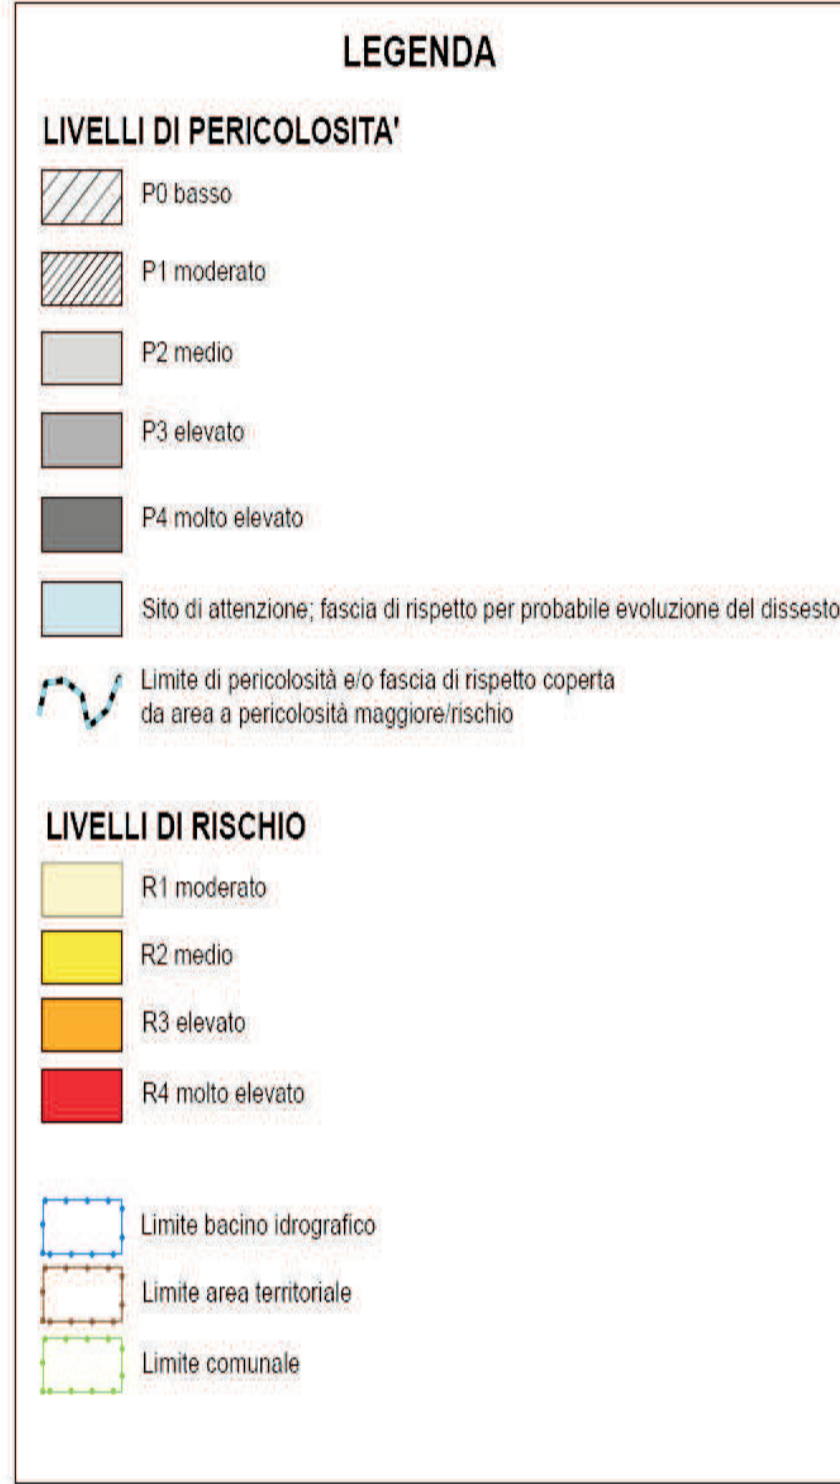 LEGENDA
LIVELLI DI PERICOLOSITA'
P0 basso
P1 moderato
P2 medio
P3 elevato
P4 molto elevato
Sito di attenzione; fascia di rispetto per probabile evoluzione del dissesto
Limite di pericolosità e/o fascia di rispetto coperta
da area a pericolosità maggiore/rischio
LIVELLI DI RISCHIO
R1 moderato
R2 medio
R3 elevato
R4 molto elevato
Limite bacino idrografico
Limite area territoriale
Limite comunale